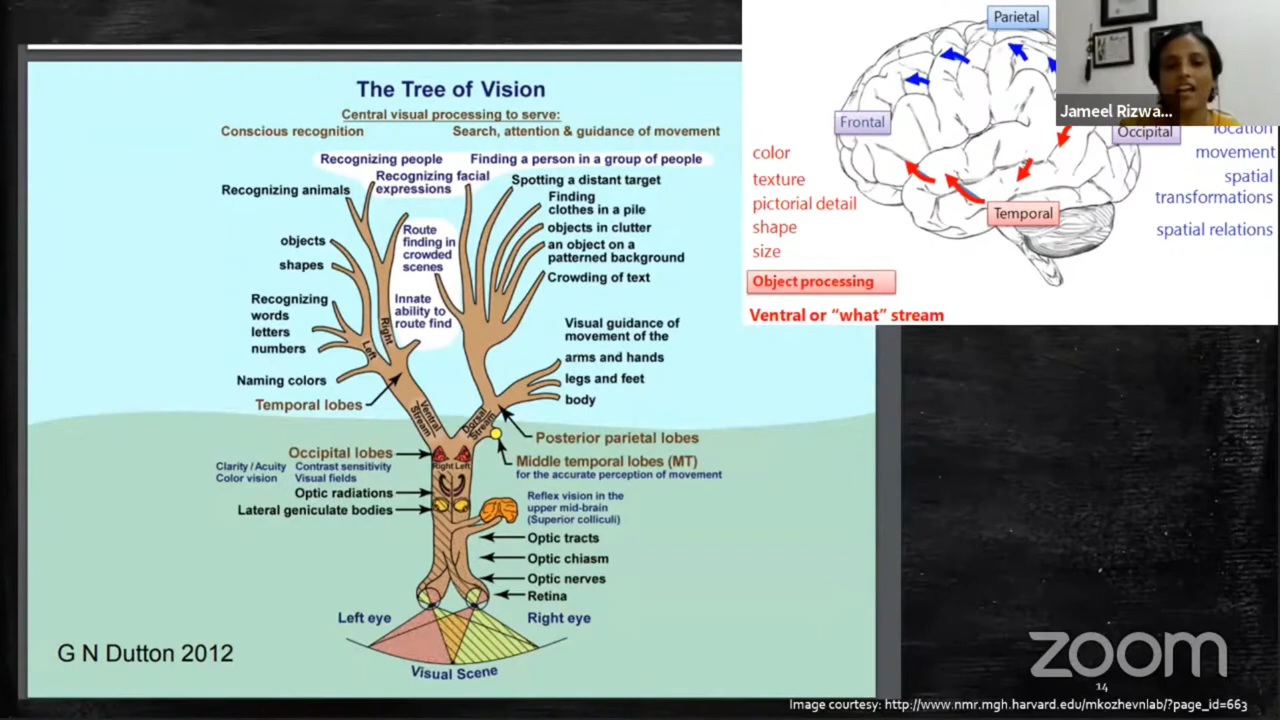 The Tree of Vision
Central visual processing to serve:
Conscious recognition
Search, attention & guidance of movement
Recognizing people
Finding a person in a group of people
Recognizing facial
expressions
Spotting a distant target
Recognizing animals
Finding
clothes in a pile
objects in clutter
an object on a
patterned background
Crowding of text
Route
finding in
crowded
scenes
objects
shapes
Innate
ability to
route find
Recognizing
words
letters
numbers
Right
Left
Naming colors
Temporal lobes
Visual guidance of
movement of the
arms and hands
legs and feet
body
Ventral
Stream
Dorsal
Stream
Posterior parietal lobes
Occipital lobes
Clarity / Acuity Contrast sensitivity
Color vision Visual fields
Right Left
Middle temporal lobes (MT)
for the accurate perception of movement
Optic radiations
Lateral geniculate bodies
Reflex vision in the
upper mid-brain
(Superior colliculi)
Optic tracts
Optic chiasm
Optic nerves
Retina
Left eye
Right eye
Visual Scene
G N Dutton 2012
Parietal
Frontal
Occipital
Temporal
color
texture
pictorial detail
shape
size
Object processing
Ventral or “what” stream
location
movement
spatial
transformations
spatial relations
Jameel Rizwa...
zoom
14
Image courtesy: http://www.nmr.mgh.harvard.edu/mkozhevnlab/?page_id=663